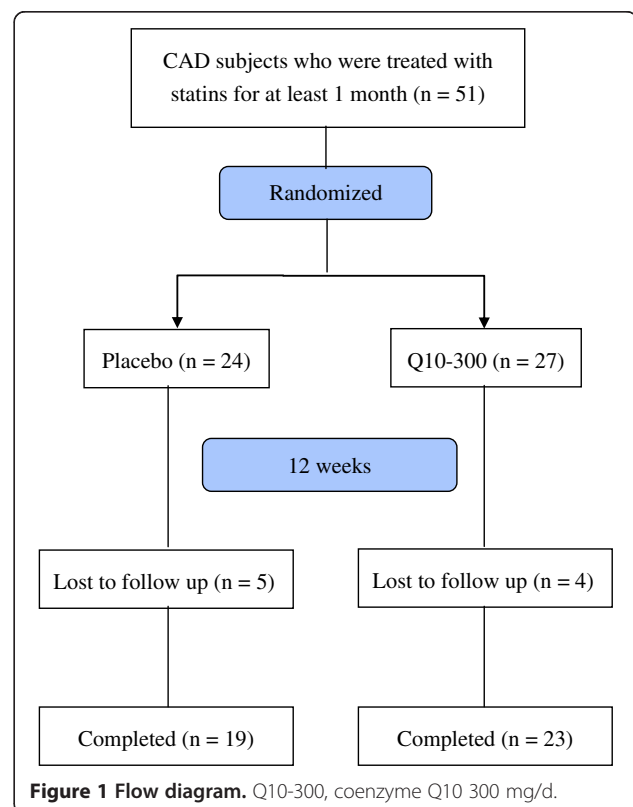 CAD subjects who were treated with
statins for at least 1 month (n = 51)
Randomized
Placebo (n = 24)
Q10-300 (n = 27)
12 weeks
Lost to follow up (n = 5)
Lost to follow up (n = 4)
Completed (n = 19)
Completed (n = 23)
Figure 1 Flow diagram. Q10-300, coenzyme Q10 300 mg/d.